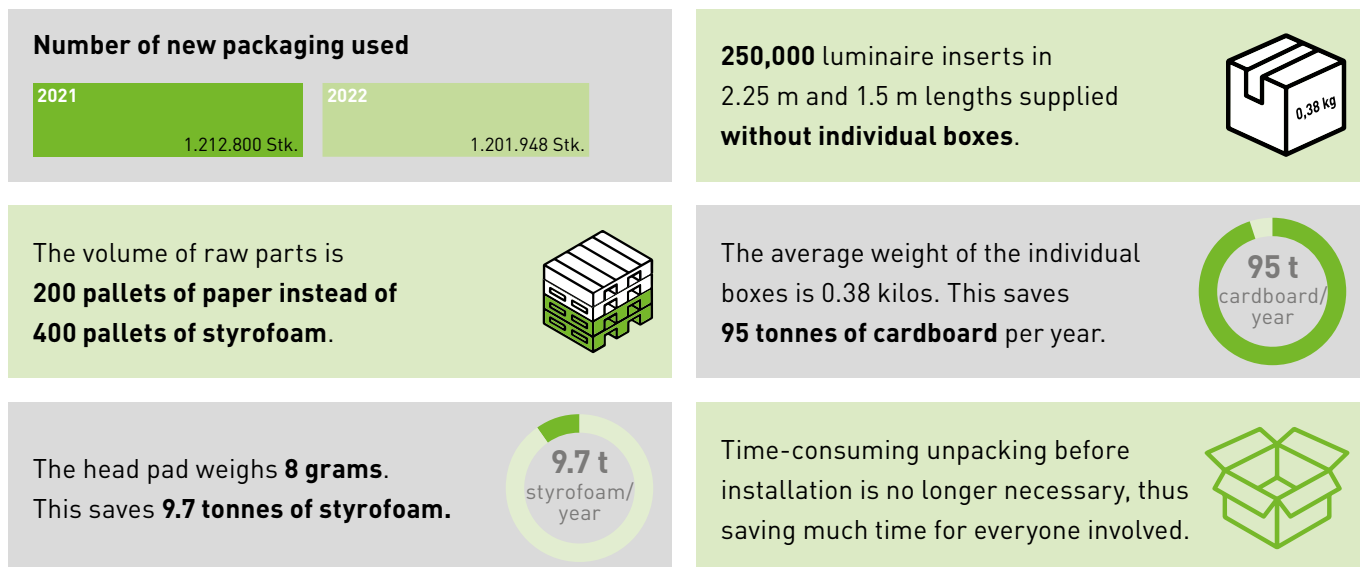 Number of new packaging used
2021
1.212.800 Stk.
2022
1.201.948 Stk.
250,000 luminaire inserts in
2.25 m and 1.5 m lengths supplied
without individual boxes.
0,38 kg
The volume of raw parts is
200 pallets of paper instead of
400 pallets of styrofoam.
The average weight of the individual
boxes is 0.38 kilos. This saves
95 tonnes of cardboard per year.
95 t
cardboard/
year
The head pad weighs 8 grams.
This saves 9.7 tonnes of styrofoam.
9.7 t
styrofoam/
year
Time-consuming unpacking before
installation is no longer necessary, thus
saving much time for everyone involved.